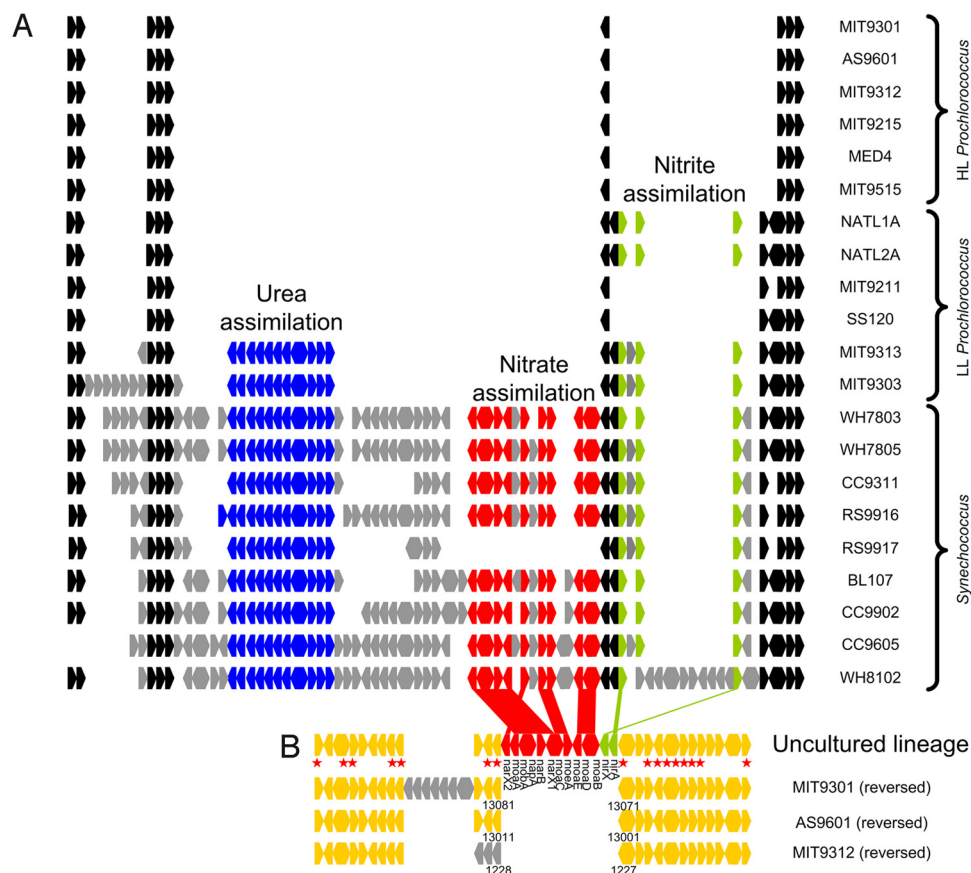 A
MIT9301
AS9601
MIT9312
MIT9215
MED4
MIT9515
HL Prochlorococcus
Nitrite
assimilation
NATL1A
NATL2A
MIT9211
SS120
MIT9313
MIT9303
LL Prochlorococcus
Urea
assimilation
Nitrate
assimilation
WH7803
WH7805
CC9311
RS9916
RS9917
BL107
CC9902
CC9605
WH8102
Synechococcus
B
Uncultured lineage
narX2
moaA
mobA
napA
narB
narX1
moaC
moeA
moaE
moaD
moaB
nirX
nirA
MIT9301 (reversed)
13081
13071
AS9601 (reversed)
13011
13001
MIT9312 (reversed)
1228
1227